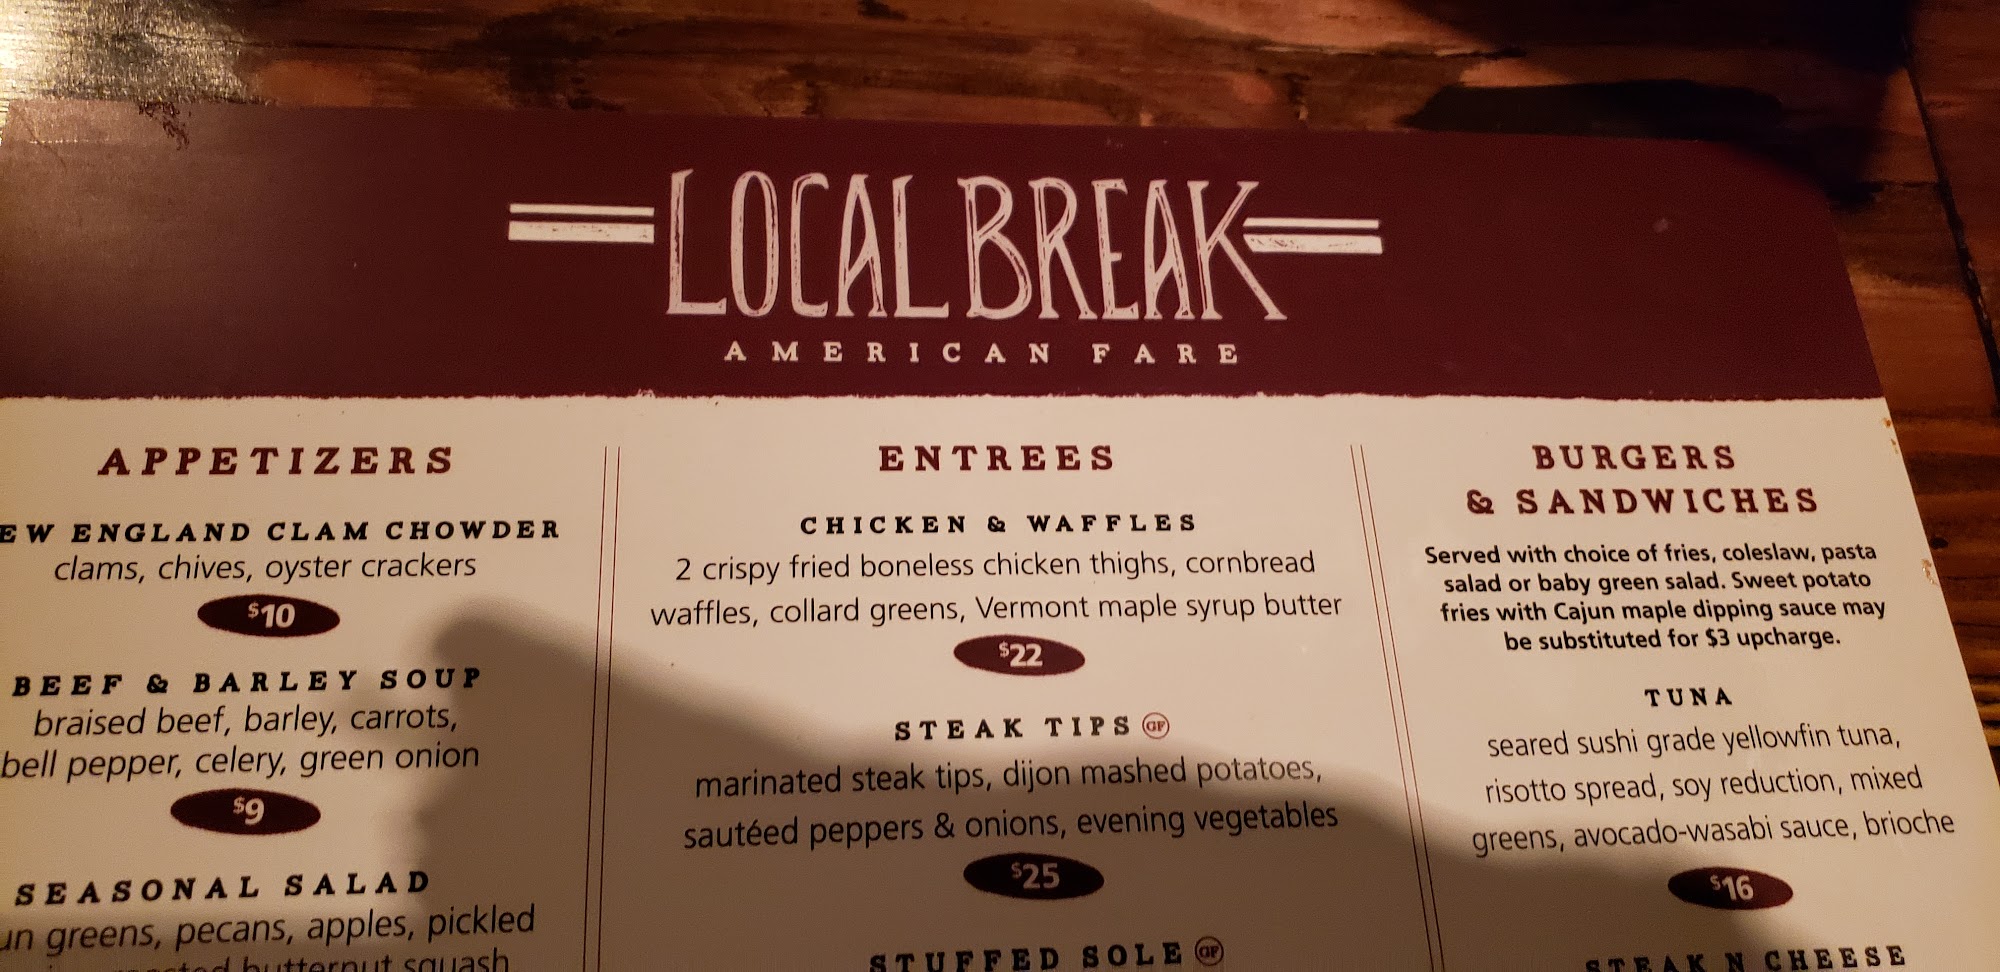 LOCAL BREAK
AMERICAN FARE
APPETIZERS
ENGLAND CLAM CHOWDER
clams, chives, oyster crackers
$10
BEEF & BARLEY SOUP
braised beef, barley, carrots,
bell pepper, celery, green onion
$9
SEASONAL SALAD
greens, pecans, apples, pickled
butternut squash
ENTREES
CHICKEN & WAFFLES
2 crispy fried boneless chicken thighs, cornbread
waffles, collard greens, Vermont maple syrup butter
$22
STEAK TIPS GF
marinated steak tips, dijon mashed potatoes,
sautéed peppers & onions, evening vegetables
$25
STUFFED SOLE GF
BURGERS
& SANDWICHES
Served with choice of fries, coleslaw, pasta
salad or baby green salad. Sweet potato
fries with Cajun maple dipping sauce may
be substituted for $3 upcharge.
TUNA
seared sushi grade yellowfin tuna,
risotto spread, soy reduction, mixed
greens, avocado-wasabi sauce, brioche
$16
STEAK N CHEESE